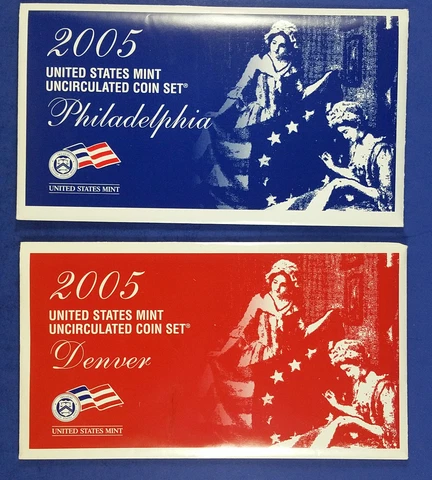 2005
UNITED STATES MINT
UNCIRCULATED COIN SET®
Philadelphia
UNITED STATES MINT
2005
UNITED STATES MINT
UNCIRCULATED COIN SET®
Denver
UNITED STATES MINT